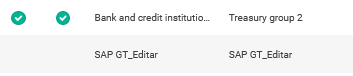 Bank and credit institutio... Treasury group 2
SAP GT_Editar SAP GT_Editar